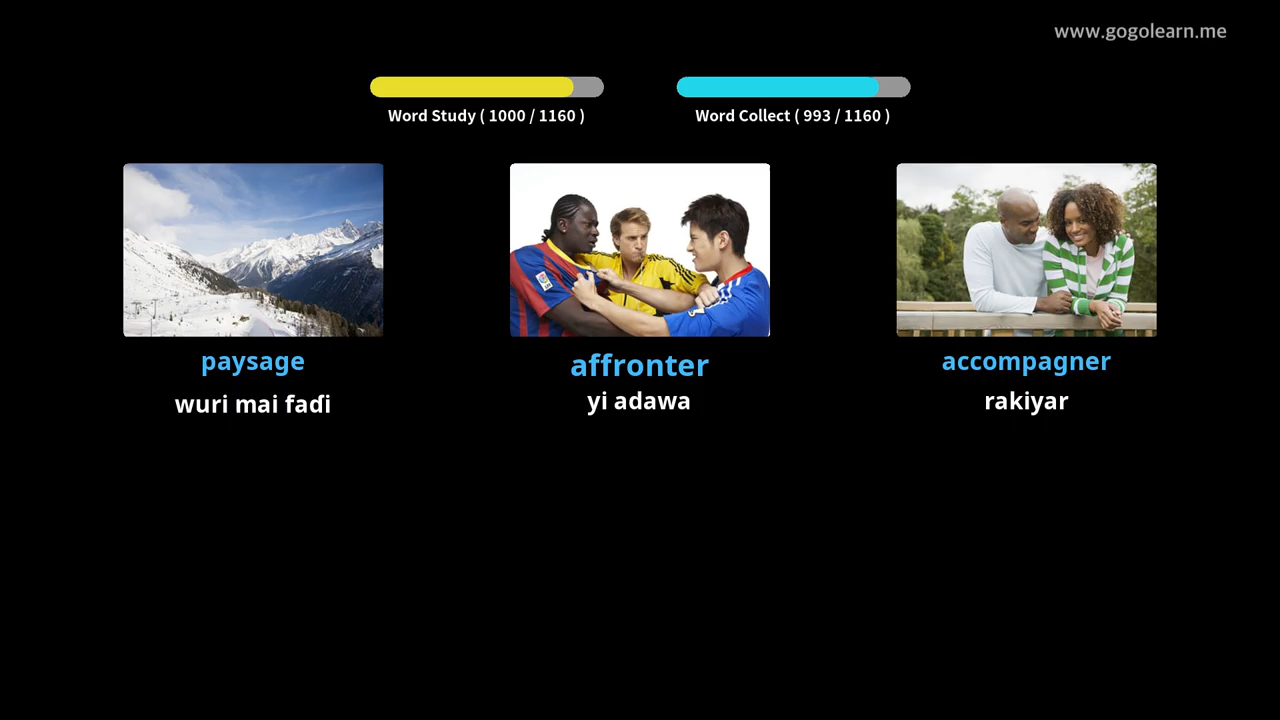 www.gogolearn.me
Word Study ( 1000 / 1160 )
Word Collect ( 993 / 1160 )
paysage
affronter
accompagner
wuri mai faɗi
yi adawa
rakiyar